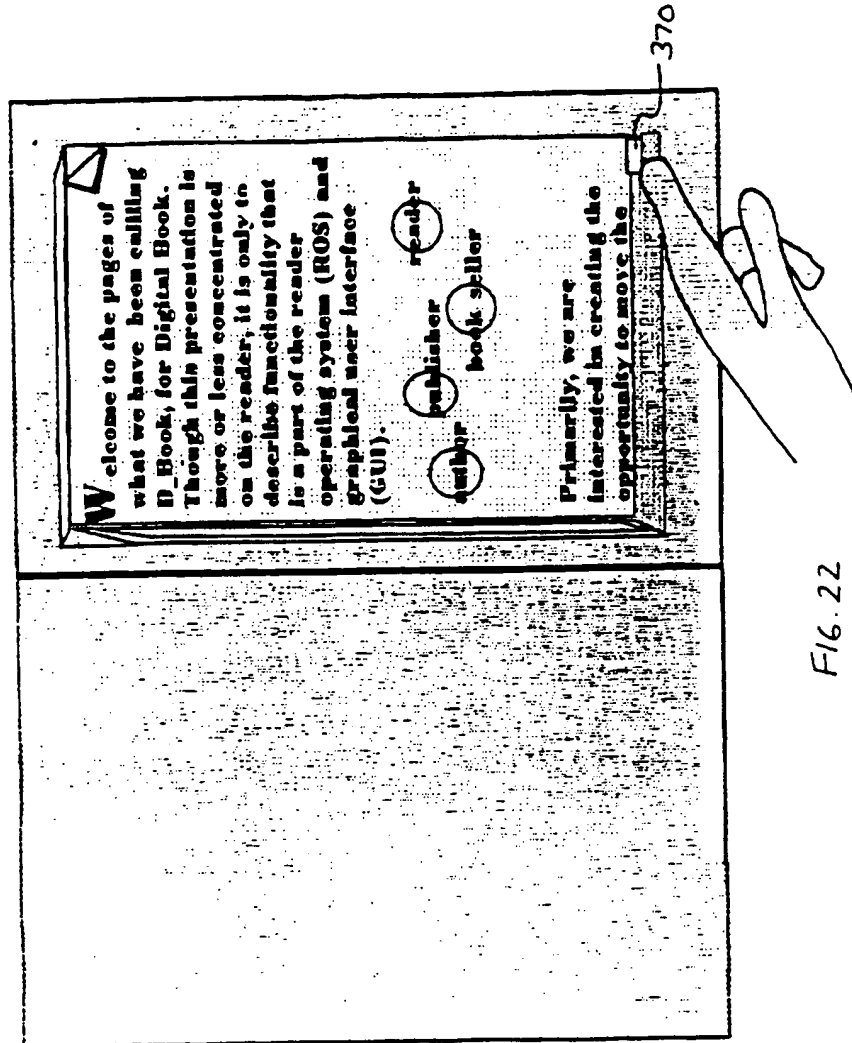 Welcome to the pages of
what we have been callling
D_Book, for Digital Book.
Though this presentation is
more or less concentrated
on the reader, it is only to
describe functionality that
is a part of the reader
operating system (ROS) and
graphical user interface
(GUI).
author
publisher
book seller
reader
Primarily, we are
interested in creating the
opportunity to move the
370
FIG. 22